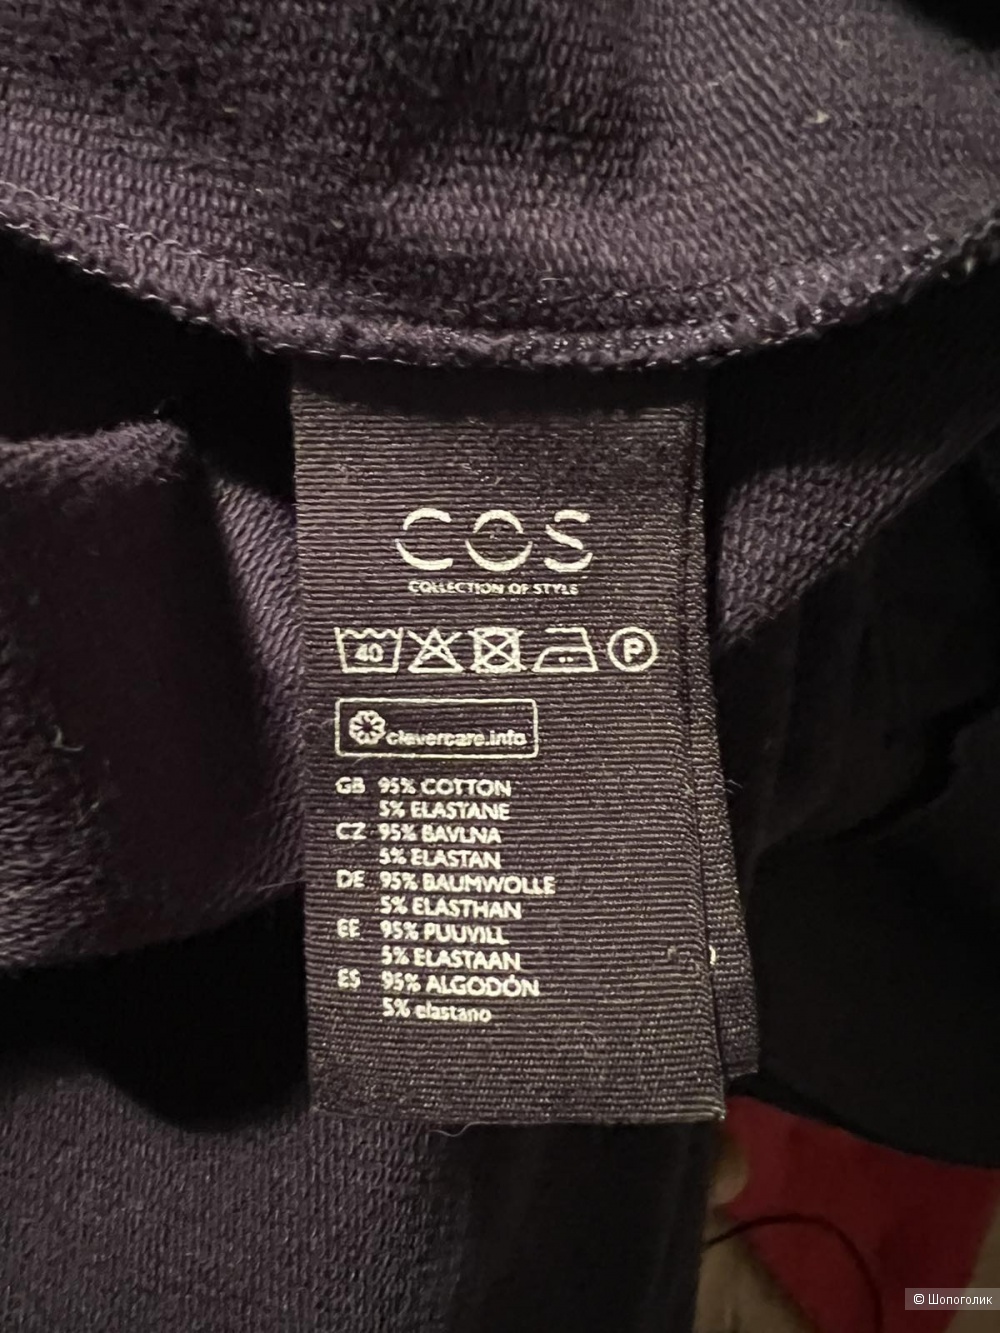 COS
COLLECTION OF STYLE
40 P
clevercare.info
GB 95% COTTON
5% ELASTANE
CZ 95% BAVLNA
5% ELASTAN
DE 95% BAUMWOLLE
5% ELASTHAN
EE 95% PUUVILL
5% ELASTAAN
ES 95% ALGODÓN
5% elastano
© Шопоголик